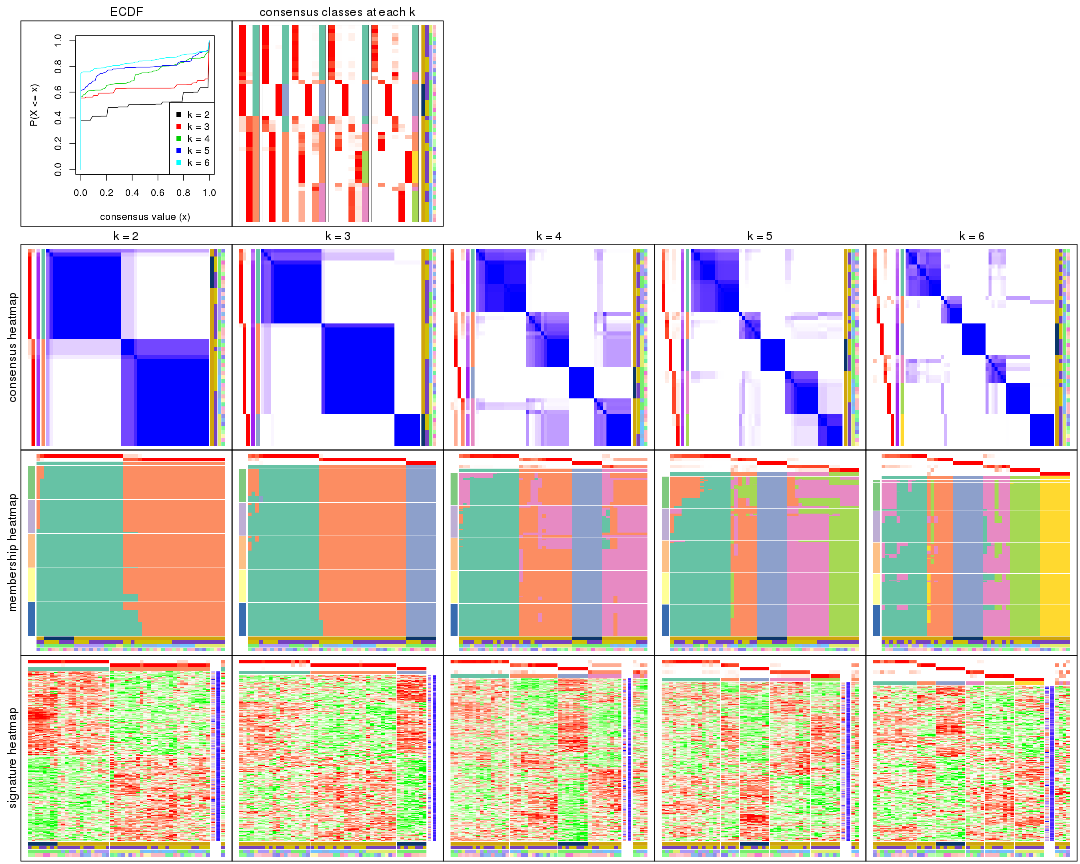 ECDF
consensus classes at each k
P(X <= x)
0.0
0.2
0.4
0.6
0.8
1.0
k = 2
k = 3
k = 4
k = 5
k = 6
0.0 0.2 0.4 0.6 0.8 1.0
consensus value (x)
k = 2
k = 3
k = 4
k = 5
k = 6
consensus heatmap
membership heatmap
signature heatmap